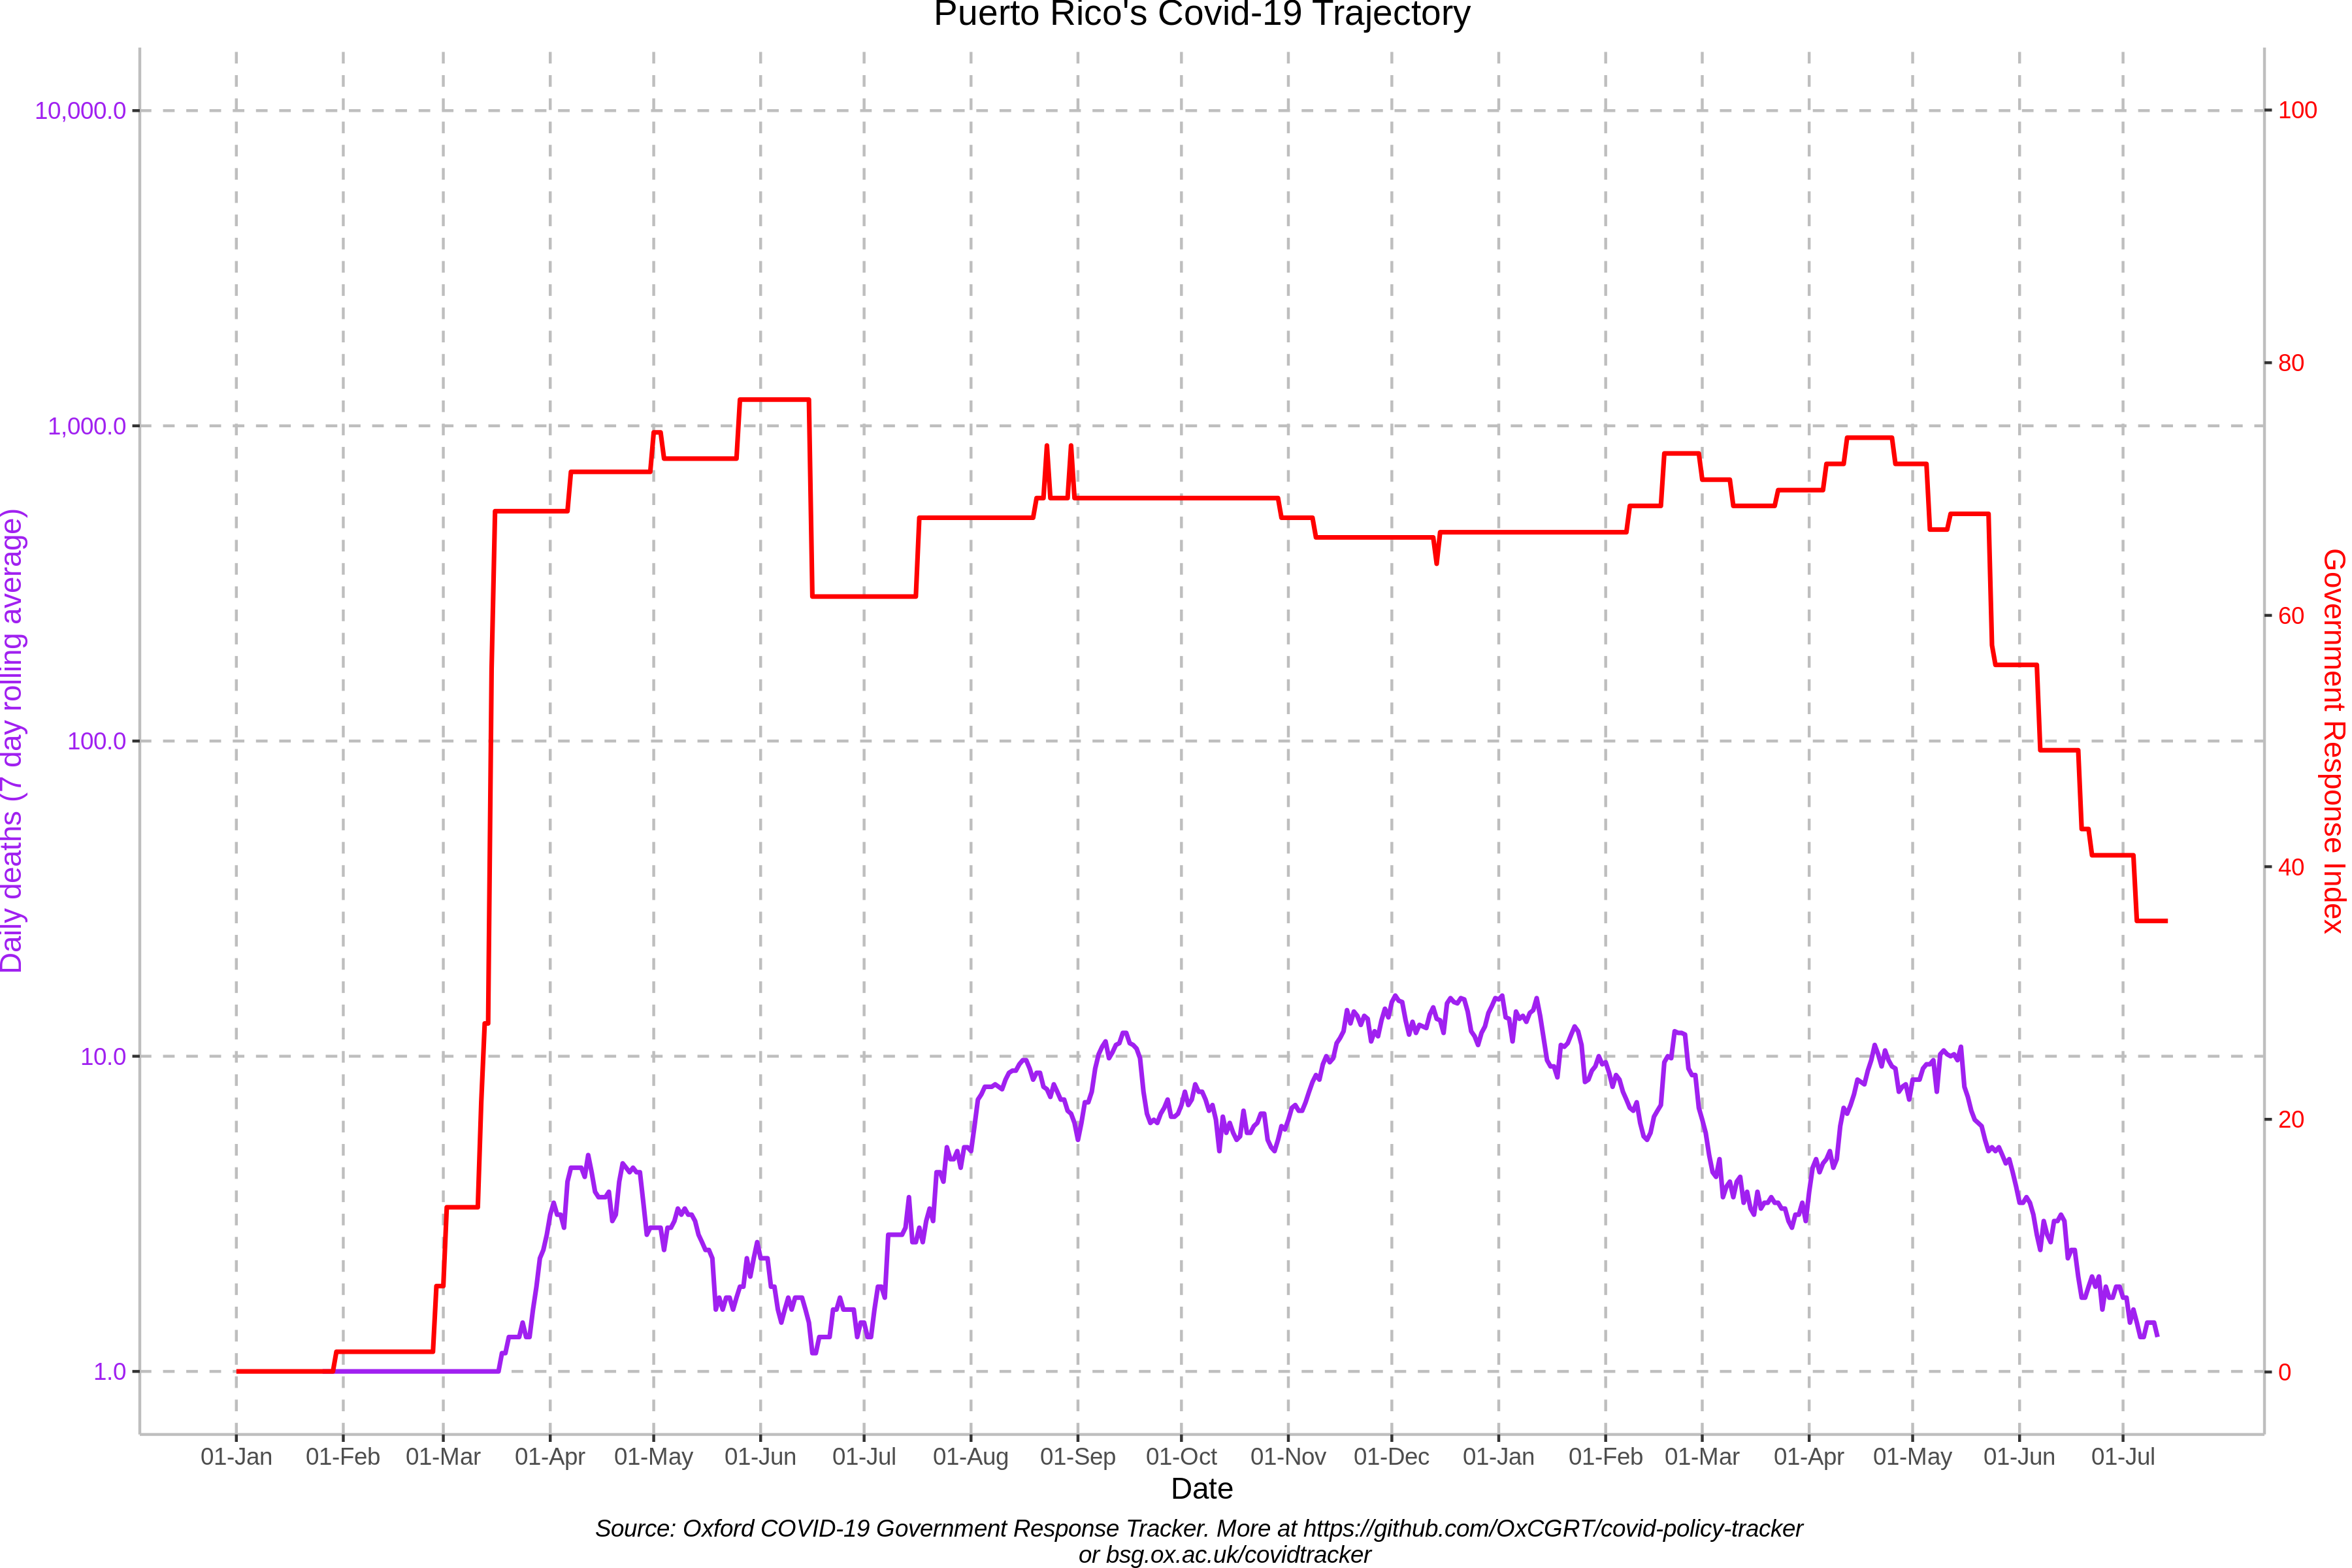 Puerto Rico's Covid-19 Trajectory
10,000.0
1,000.0
100.0
10.0
1.0
Daily deaths (7 day rolling average)
100
80
60
40
20
0
Government Response Index
01-Jan 01-Feb 01-Mar 01-Apr 01-May 01-Jun 01-Jul 01-Aug 01-Sep 01-Oct 01-Nov 01-Dec 01-Jan 01-Feb 01-Mar 01-Apr 01-May 01-Jun 01-Jul
Date
Source: Oxford COVID-19 Government Response Tracker. More at https://github.com/OxCGRT/covid-policy-tracker
or bsg.ox.ac.uk/covidtracker